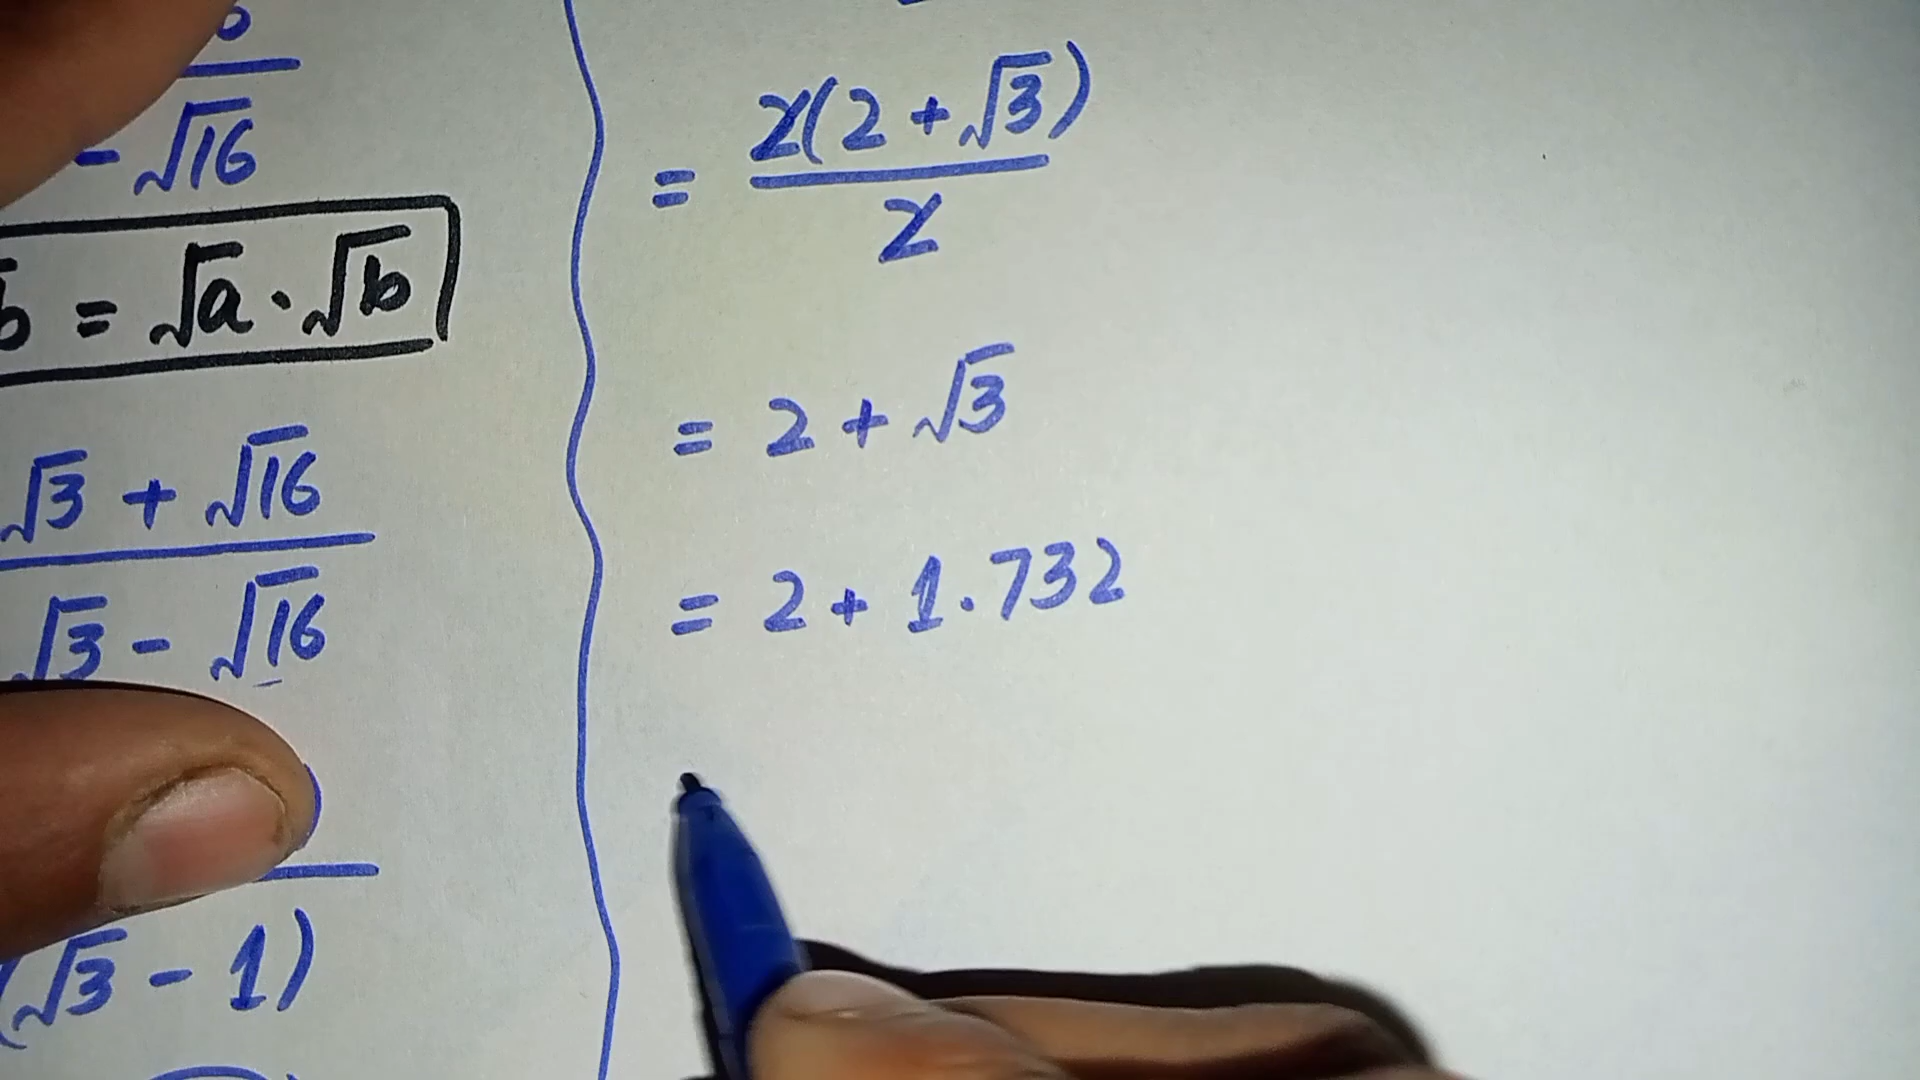 - √16
= √a · √b
√3 + √16
√3 - √16
(√3 - 1)
= 2(2 + √3)
2
= 2 + √3
= 2 + 1.732